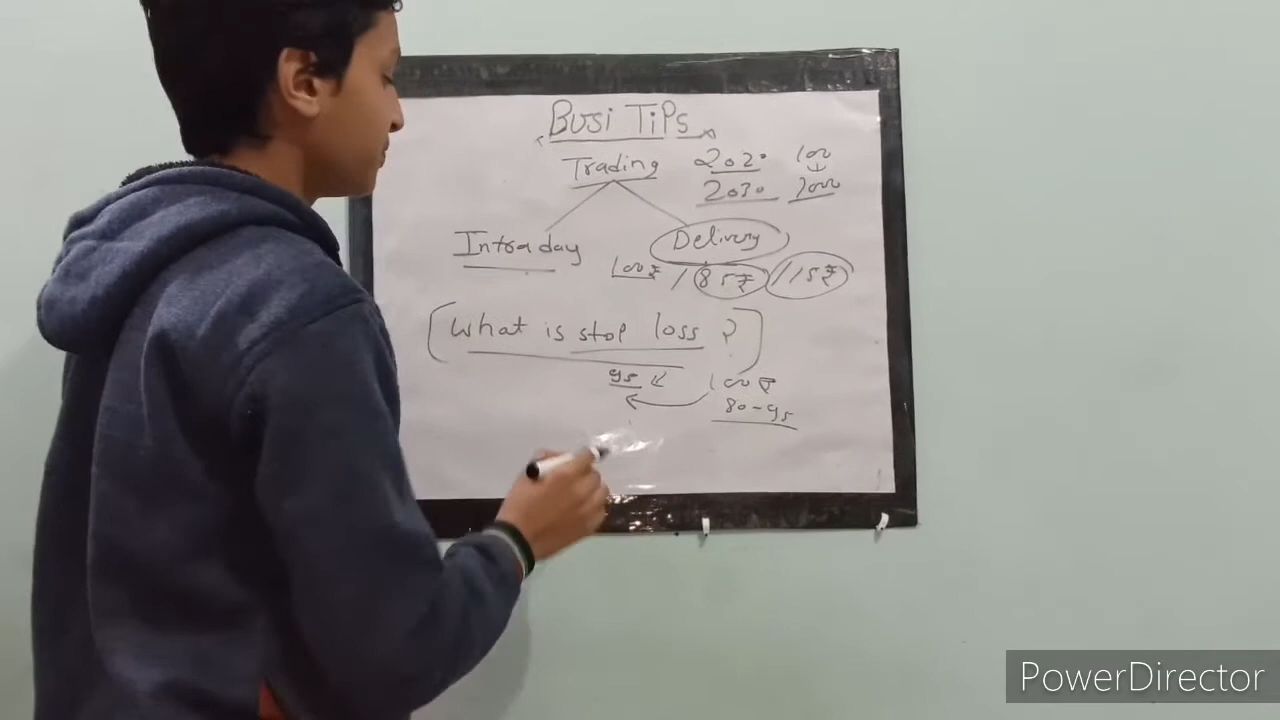 Busi TiPs
Trading 2020 100
2030 2000
Intraday Delivery
100₹ / 85₹ / 115₹
(What is stop loss ?)
95 100₹
80-95
PowerDirector